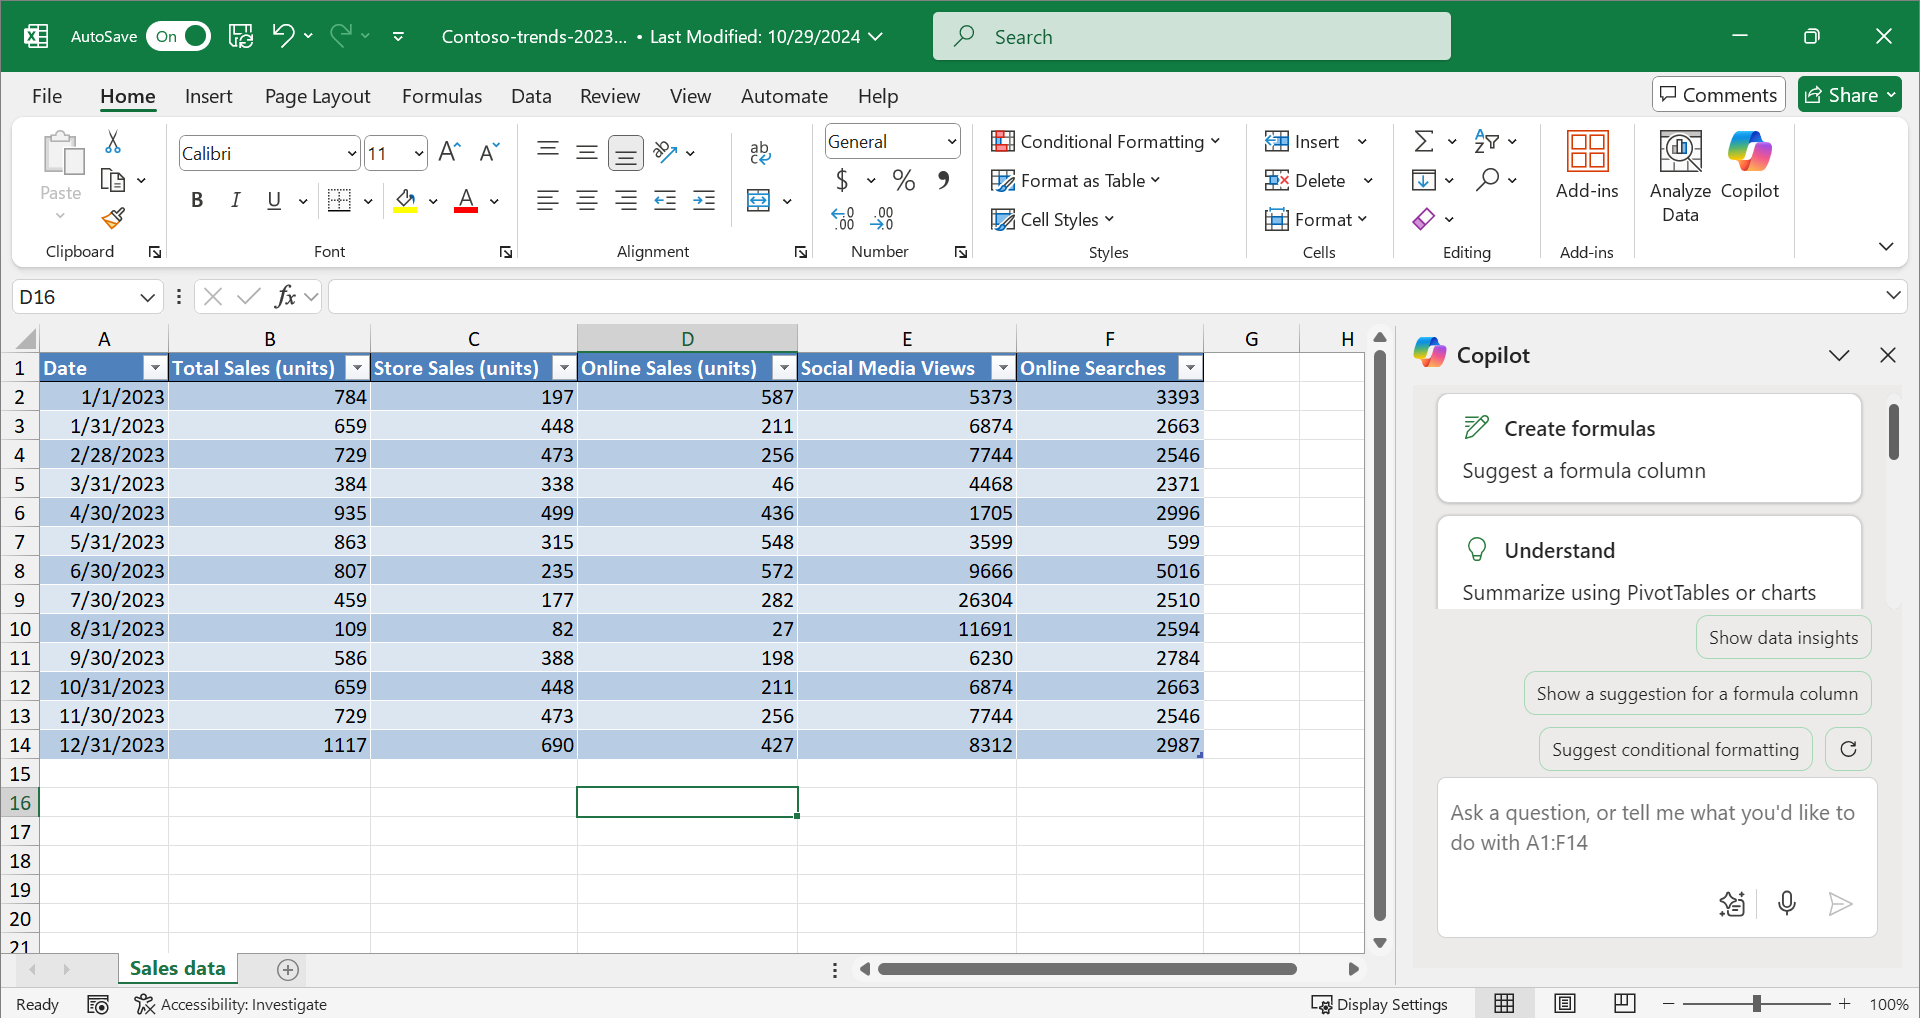 AutoSave On Contoso-trends-2023... • Last Modified: 10/29/2024 Search
File Home Insert Page Layout Formulas Data Review View Automate Help Comments Share
Paste Clipboard
Calibri 11
B I U A Font
ab c Alignment
General
$ % , Number
Conditional Formatting
Format as Table
Cell Styles
Styles
Insert
Delete
Format
Cells
Editing
Add-ins
Add-ins
Analyze Data
Copilot
D16 fx
A B C D E F G H
1 Date Total Sales (units) Store Sales (units) Online Sales (units) Social Media Views Online Searches
2 1/1/2023 784 197 587 5373 3393
3 1/31/2023 659 448 211 6874 2663
4 2/28/2023 729 473 256 7744 2546
5 3/31/2023 384 338 46 4468 2371
6 4/30/2023 935 499 436 1705 2996
7 5/31/2023 863 315 548 3599 599
8 6/30/2023 807 235 572 9666 5016
9 7/30/2023 459 177 282 26304 2510
10 8/31/2023 109 82 27 11691 2594
11 9/30/2023 586 388 198 6230 2784
12 10/31/2023 659 448 211 6874 2663
13 11/30/2023 729 473 256 7744 2546
14 12/31/2023 1117 690 427 8312 2987
15
16
17
18
19
20
21
Copilot
Create formulas
Suggest a formula column
Understand
Summarize using PivotTables or charts
Show data insights
Show a suggestion for a formula column
Suggest conditional formatting
Ask a question, or tell me what you'd like to
do with A1:F14
Sales data
Ready Accessibility: Investigate Display Settings 100%